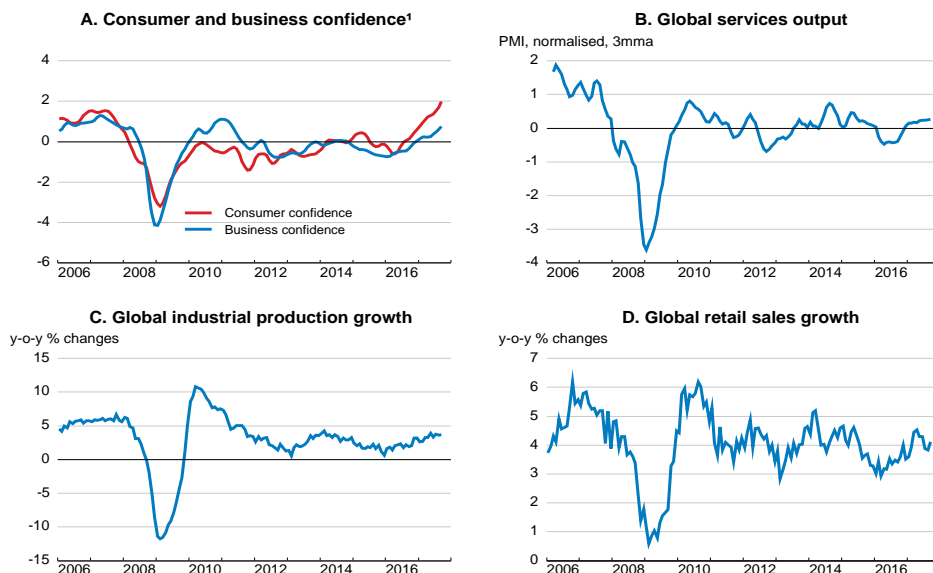 A. Consumer and business confidence¹
4
2
0
-2
-4
-6
Consumer confidence
Business confidence
2006 2008 2010 2012 2014 2016
B. Global services output
PMI, normalised, 3mma
2
1
0
-1
-2
-3
-4
2006 2008 2010 2012 2014 2016
C. Global industrial production growth
y-o-y % changes
15
10
5
0
-5
-10
-15
2006 2008 2010 2012 2014 2016
D. Global retail sales growth
y-o-y % changes
7
6
5
4
3
2
1
0
2006 2008 2010 2012 2014 2016